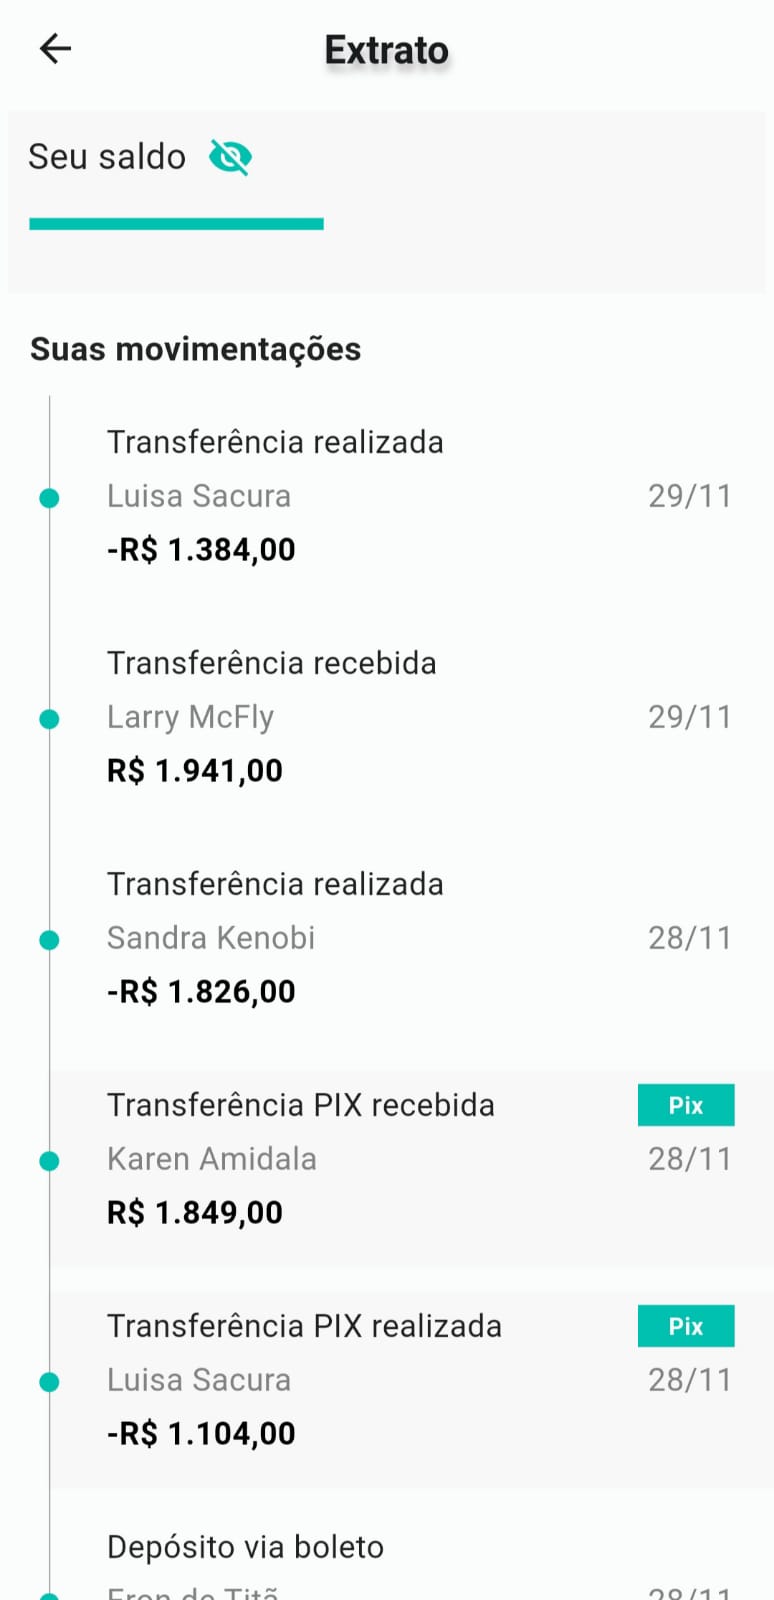 Extrato
Seu saldo
Suas movimentações
Transferência realizada
Luisa Sacura 29/11
-R$ 1.384,00
Transferência recebida
Larry McFly 29/11
R$ 1.941,00
Transferência realizada
Sandra Kenobi 28/11
-R$ 1.826,00
Transferência PIX recebida Pix
Karen Amidala 28/11
R$ 1.849,00
Transferência PIX realizada Pix
Luisa Sacura 28/11
-R$ 1.104,00
Depósito via boleto
28/11